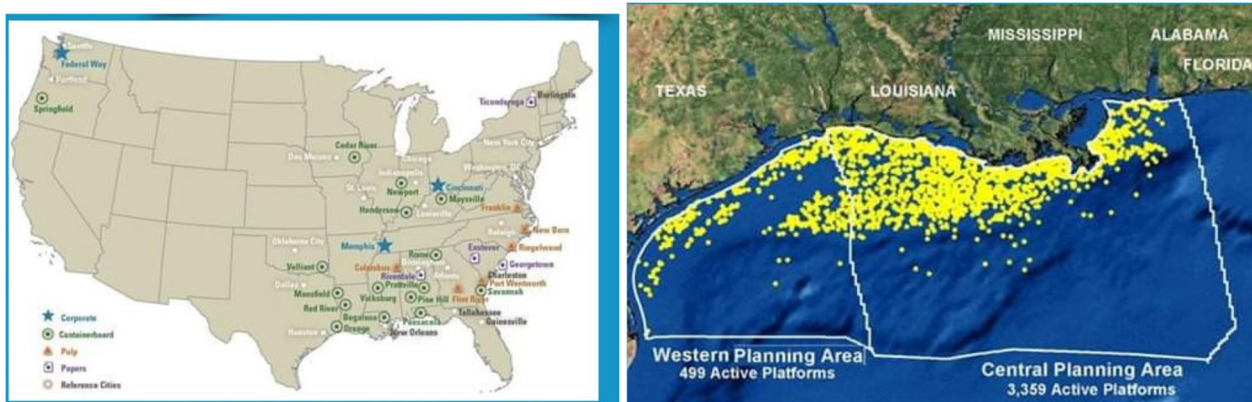 Seattle
Federal Way
Portland
Springfield
Ticonderoga
Burlington
Cedar River
Des Moines
Chicago
New York City
Washington, DC
Indianapolis
Newport
Cincinnati
Maysville
St. Louis
Henderson
Louisville
Franklin
Raleigh
New Bern
Riegelwood
Oklahoma City
Memphis
Eastover
Georgetown
Rome
Valliant
Columbus
Riverdale
Atlanta
Charleston
Port Wentworth
Savannah
Dallas
Mansfield
Prattville
Vicksburg
Pine Hill
Flint River
Red River
Bogalusa
Pensacola
Tallahassee
Houston
Orange
New Orleans
Gainesville
Corporate
Containerboard
Pulp
Papers
Reference Cities
MISSISSIPPI
ALABAMA
FLORIDA
TEXAS
LOUISIANA
Western Planning Area
499 Active Platforms
Central Planning Area
3,359 Active Platforms